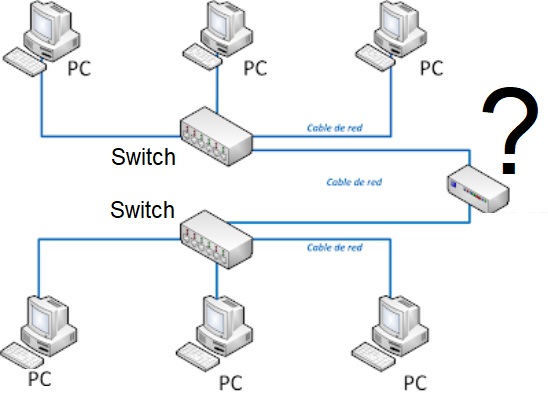 PC
PC
PC
Cable de red
Switch
?
Cable de red
Switch
Cable de red
PC
PC
PC